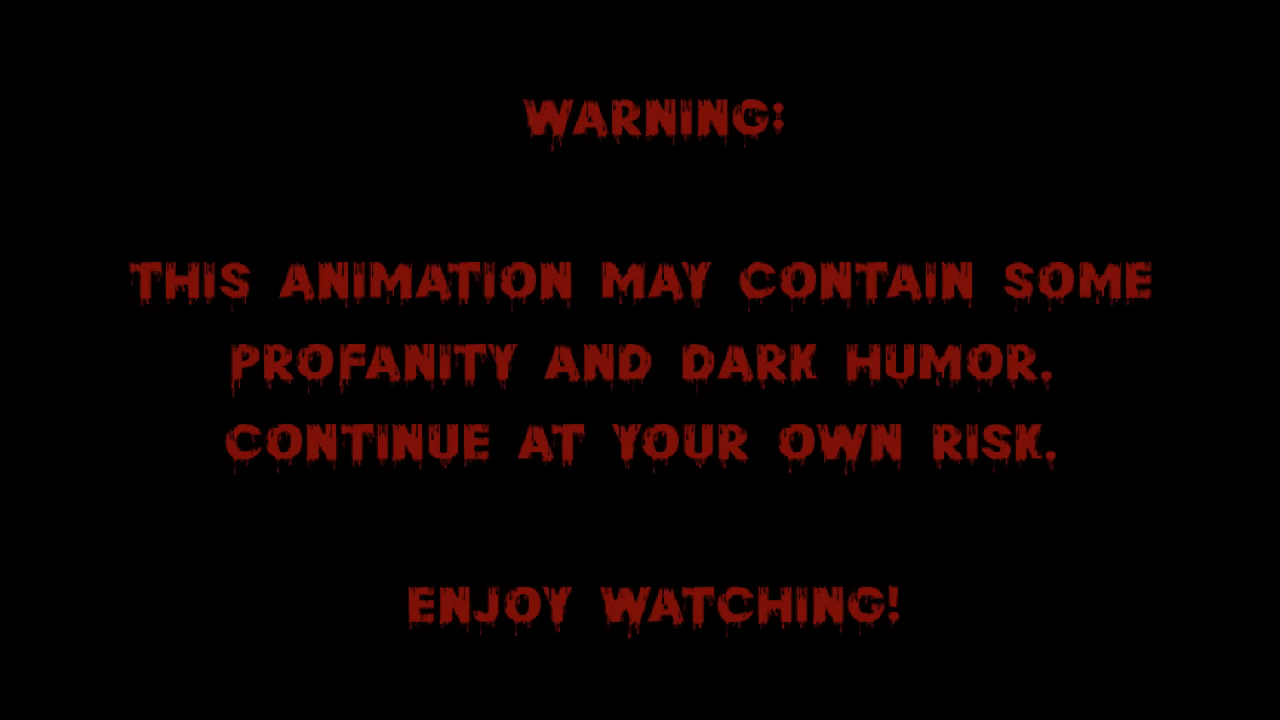 WARNING:
THIS ANIMATION MAY CONTAIN SOME
PROFANITY AND DARK HUMOR.
CONTINUE AT YOUR OWN RISK.
ENJOY WATCHING!